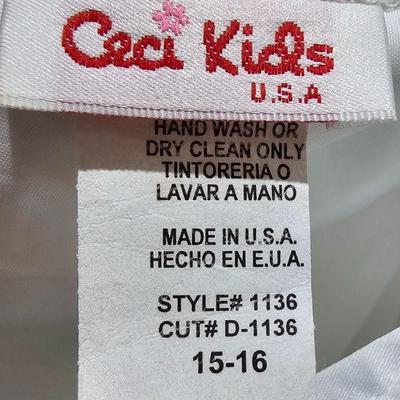 Ceci Kids
U.S.A
HAND WASH OR
DRY CLEAN ONLY
TINTORERIA O
LAVAR A MANO
MADE IN U.S.A.
HECHO EN E.U.A.
STYLE# 1136
CUT# D-1136
15-16